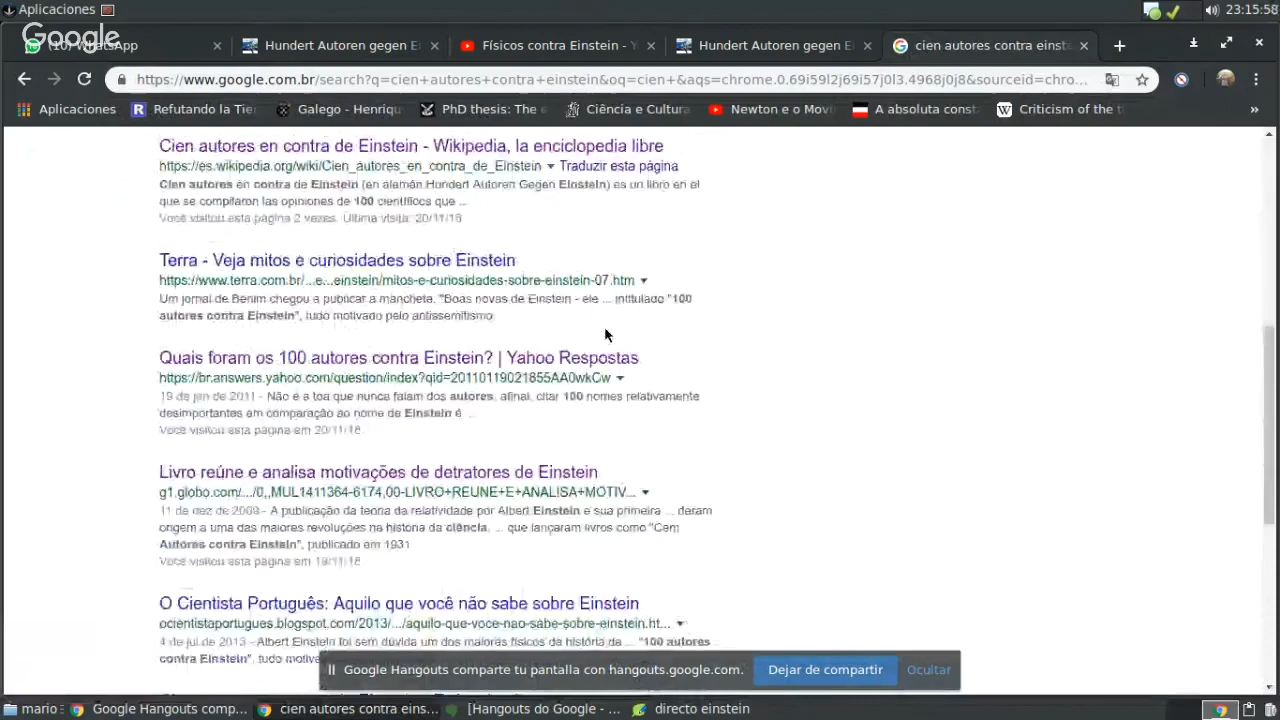 Aplicaciones
23:15:58
Google
(10) WhatsApp
Hundert Autoren gegen Ei
Físicos contra Einstein - Y
Hundert Autoren gegen Ei
cien autores contra einste
https://www.google.com.br/search?q=cien+autores+contra+einstein&oq=cien+&aqs=chrome.0.69i59l2j69i57j0l3.4968j0j8&sourceid=chro...
Aplicaciones
Refutando la Tie
Galego - Henriqu
PhD thesis: The e
Ciência e Cultura
Newton e o Movi
A absoluta const
Criticism of the t
»
Cien autores en contra de Einstein - Wikipedia, la enciclopedia libre
https://es.wikipedia.org/wiki/Cien_autores_en_contra_de_Einstein Traduzir esta página
Cien autores en contra de Einstein (en alemán Hundert Autoren Gegen Einstein) es un libro en el
que se compilaron las opiniones de 100 científicos que ...
Você visitou esta página 2 vezes. Última visita: 20/11/18
Terra - Veja mitos e curiosidades sobre Einstein
https://www.terra.com.br/...e...einstein/mitos-e-curiosidades-sobre-einstein-07.htm
Um jornal de Berlim chegou a publicar a manchete. "Boas novas de Einstein - ele ... intitulado "100
autores contra Einstein", tudo motivado pelo antissemitismo
Quais foram os 100 autores contra Einstein? | Yahoo Respostas
https://br.answers.yahoo.com/question/index?qid=20110119021855AA0wkCw
19 de jan de 2011 - Não é a toa que nunca falam dos autores, afinal, citar 100 nomes relativamente
desimportantes em comparação ao nome de Einstein é ...
Você visitou esta página em 20/11/18
Livro reúne e analisa motivações de detratores de Einstein
g1.globo.com/.../0,,MUL1411364-6174,00-LIVRO+REUNE+E+ANALISA+MOTIV...
11 de dez de 2009 - A publicação da teoria da relatividade por Albert Einstein e sua primeira ... deram
origem a uma das maiores revoluções na história da ciência, ... que lançaram livros como "Cem
Autores contra Einstein", publicado em 1931
Você visitou esta página em 19/11/18
O Cientista Português: Aquilo que você não sabe sobre Einstein
ocientistaportugues.blogspot.com/2013/.../aquilo-que-voce-nao-sabe-sobre-einstein.ht...
4 de jul de 2013 - Albert Einstein foi sem dúvida um dos maiores físicos da história da ... "100 autores
contra Einstein", tudo
Google Hangouts comparte tu pantalla con hangouts.google.com.
Dejar de compartir
Ocultar
mario
Google Hangouts comp...
cien autores contra eins...
[Hangouts do Google - ...
directo einstein